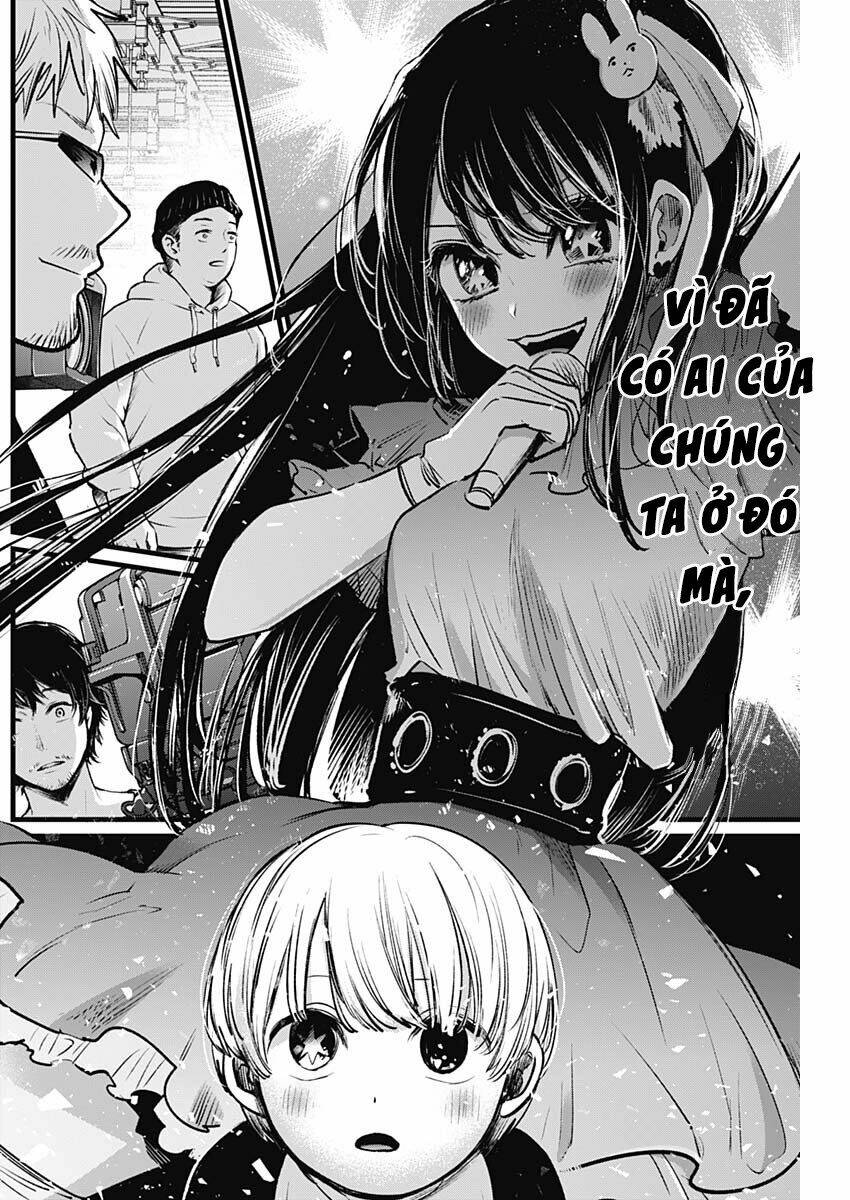 VÌ ĐÃ
CÓ AI CỦA
CHÚNG
TA Ở ĐÓ
MÀ,